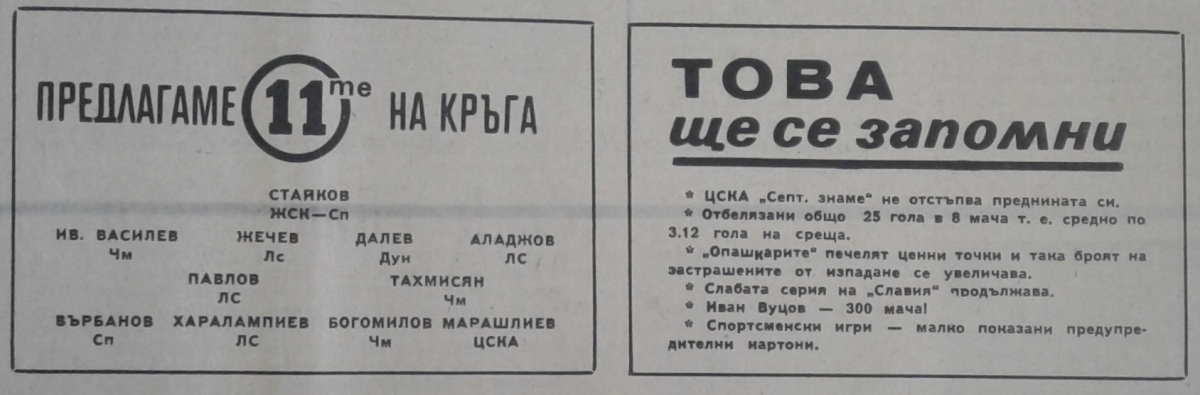 ПРЕДЛАГАМЕ 11те НА КРЪГА
СТАЙКОВ
ЖСК—Сп
ИВ. ВАСИЛЕВ ЖЕЧЕВ ДАЛЕВ АЛАДЖОВ
Чм Лс Дун ЛС
ПАВЛОВ ТАХМИСЯН
ЛС Чм
ВЪРБАНОВ ХАРАЛАМПИЕВ БОГОМИЛОВ МАРАШЛИЕВ
Сп ЛС Чм ЦСКА
ТОВА
ще се запомни
* ЦСКА „Септ. знаме“ не отстъпва преднината си.
* Отбелязани общо 25 гола в 8 мача т. е. средно по
3.12 гола на среща.
* „Опашкарите“ печелят ценни точки и така броят на
застрашените от изпадане се увеличава.
* Слабата серия на „Славия“ продължава.
* Иван Вуцов — 300 мача!
* Спортсменски игри — малко показани предупре-
дителни картони.